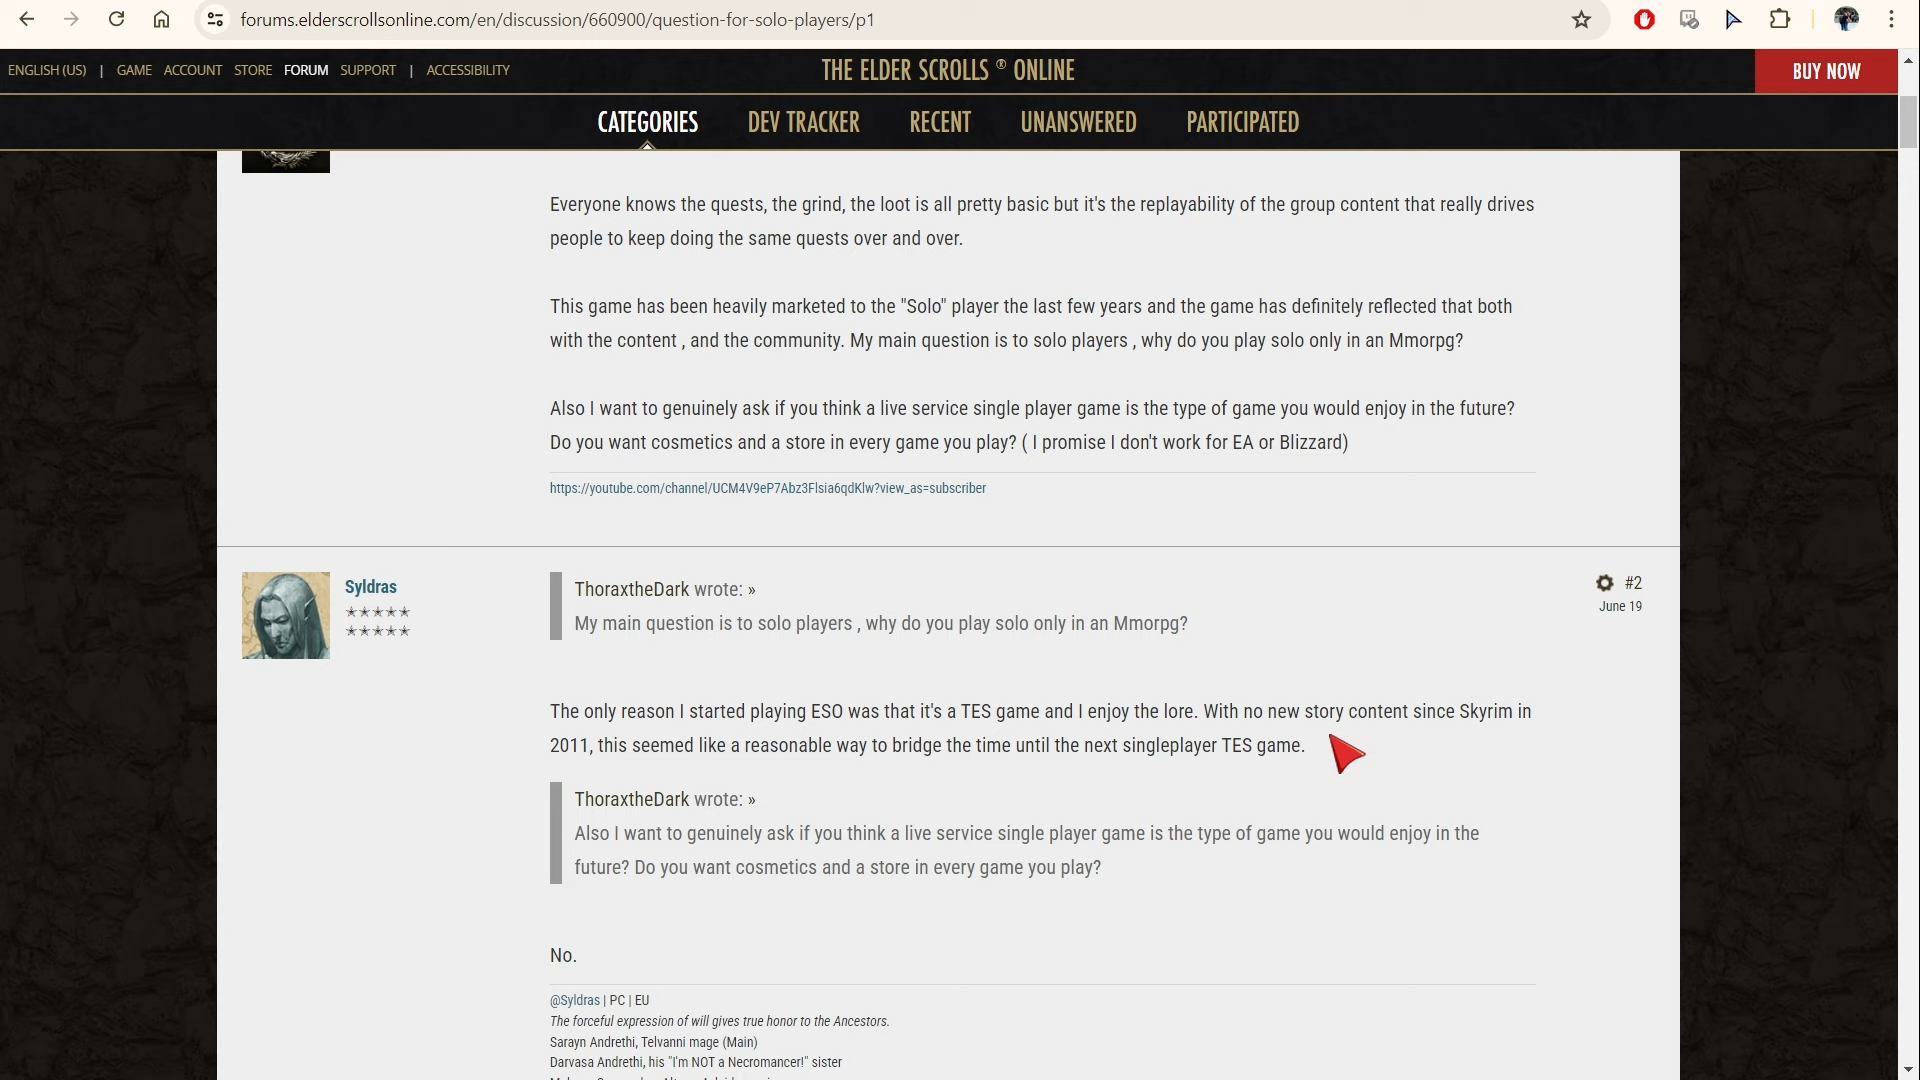 forums.elderscrollsonline.com/en/discussion/660900/question-for-solo-players/p1
ENGLISH (US) | GAME ACCOUNT STORE FORUM SUPPORT | ACCESSIBILITY
THE ELDER SCROLLS ® ONLINE
BUY NOW
CATEGORIES DEV TRACKER RECENT UNANSWERED PARTICIPATED
Everyone knows the quests, the grind, the loot is all pretty basic but it's the replayability of the group content that really drives
people to keep doing the same quests over and over.
This game has been heavily marketed to the "Solo" player the last few years and the game has definitely reflected that both
with the content , and the community. My main question is to solo players , why do you play solo only in an Mmorpg?
Also I want to genuinely ask if you think a live service single player game is the type of game you would enjoy in the future?
Do you want cosmetics and a store in every game you play? ( I promise I don't work for EA or Blizzard)
https://youtube.com/channel/UCM4V9eP7Abz3Flsia6qdKlw?view_as=subscriber
Syldras
#2
June 19
ThoraxtheDark wrote: »
My main question is to solo players , why do you play solo only in an Mmorpg?
The only reason I started playing ESO was that it's a TES game and I enjoy the lore. With no new story content since Skyrim in
2011, this seemed like a reasonable way to bridge the time until the next singleplayer TES game.
ThoraxtheDark wrote: »
Also I want to genuinely ask if you think a live service single player game is the type of game you would enjoy in the
future? Do you want cosmetics and a store in every game you play?
No.
@Syldras | PC | EU
The forceful expression of will gives true honor to the Ancestors.
Sarayn Andrethi, Telvanni mage (Main)
Darvasa Andrethi, his "I'm NOT a Necromancer!" sister